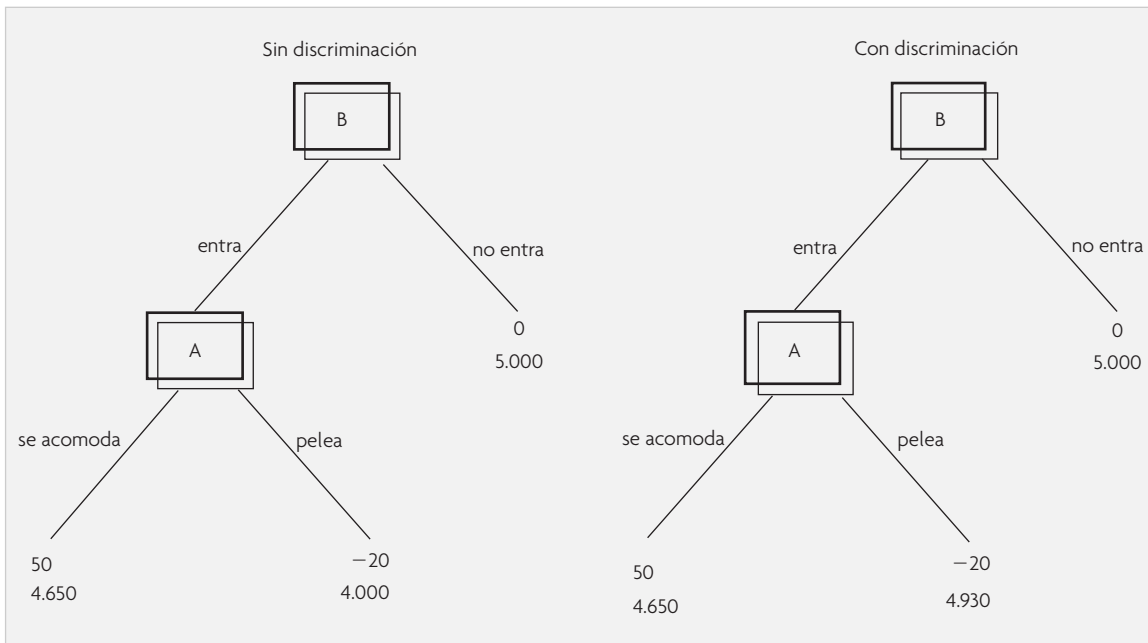 Sin discriminación
B
entra
no entra
0
5.000
A
se acomoda
pelea
50
4.650
−20
4.000
Con discriminación
B
entra
no entra
0
5.000
A
se acomoda
pelea
50
4.650
−20
4.930